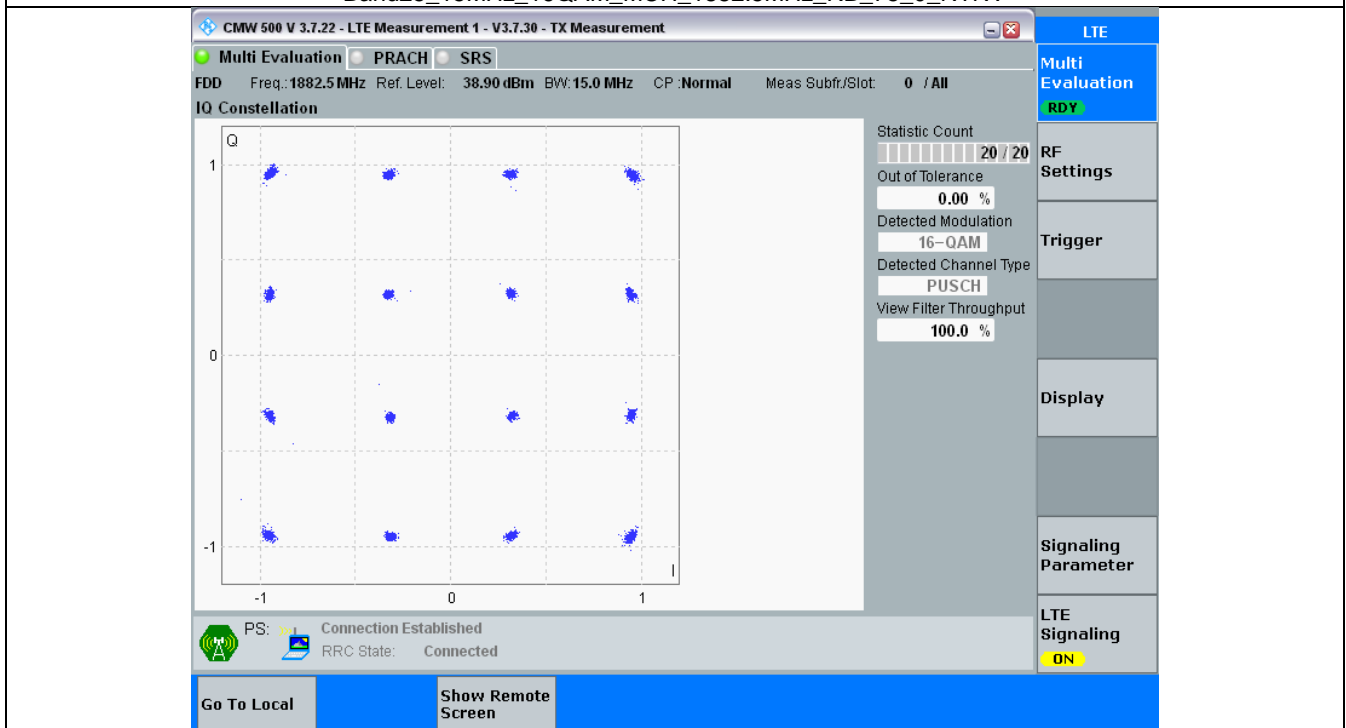 CMW 500 V 3.7.22 - LTE Measurement 1 - V3.7.30 - TX Measurement
LTE
Multi Evaluation PRACH SRS
Multi
Evaluation
RDY
FDD Freq.: 1882.5 MHz Ref. Level: 38.90 dBm BW: 15.0 MHz CP : Normal Meas Subfr./Slot: 0 / All
IQ Constellation
Q
1
0
-1
-1 0 1
I
Statistic Count
20 / 20
Out of Tolerance
0.00 %
Detected Modulation
16-QAM
Detected Channel Type
PUSCH
View Filter Throughput
100.0 %
RF
Settings
Trigger
Display
Signaling
Parameter
LTE
Signaling
ON
PS: Connection Established
RRC State: Connected
Go To Local
Show Remote
Screen